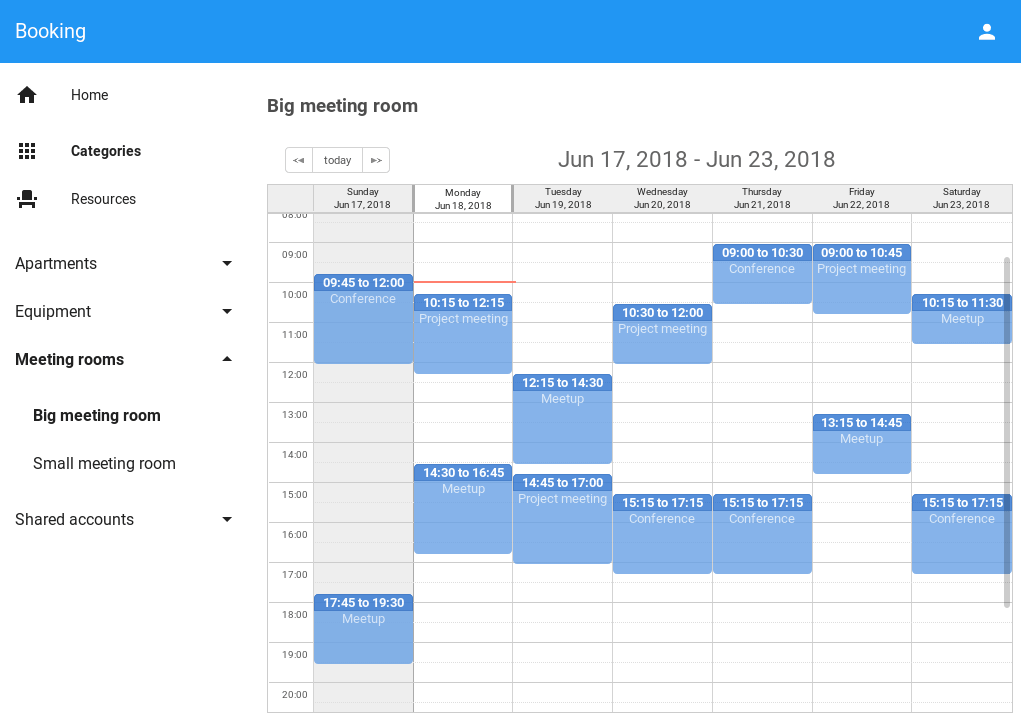 Booking
Home
Categories
Resources
Apartments
Equipment
Meeting rooms
Big meeting room
Small meeting room
Shared accounts
Big meeting room
today
Jun 17, 2018 - Jun 23, 2018
Sunday
Jun 17, 2018
Monday
Jun 18, 2018
Tuesday
Jun 19, 2018
Wednesday
Jun 20, 2018
Thursday
Jun 21, 2018
Friday
Jun 22, 2018
Saturday
Jun 23, 2018
08:00
09:00
10:00
11:00
12:00
13:00
14:00
15:00
16:00
17:00
18:00
19:00
20:00
09:45 to 12:00
Conference
17:45 to 19:30
Meetup
10:15 to 12:15
Project meeting
14:30 to 16:45
Meetup
12:15 to 14:30
Meetup
14:45 to 17:00
Project meeting
10:30 to 12:00
Project meeting
15:15 to 17:15
Conference
09:00 to 10:30
Conference
15:15 to 17:15
Conference
09:00 to 10:45
Project meeting
13:15 to 14:45
Meetup
10:15 to 11:30
Meetup
15:15 to 17:15
Conference